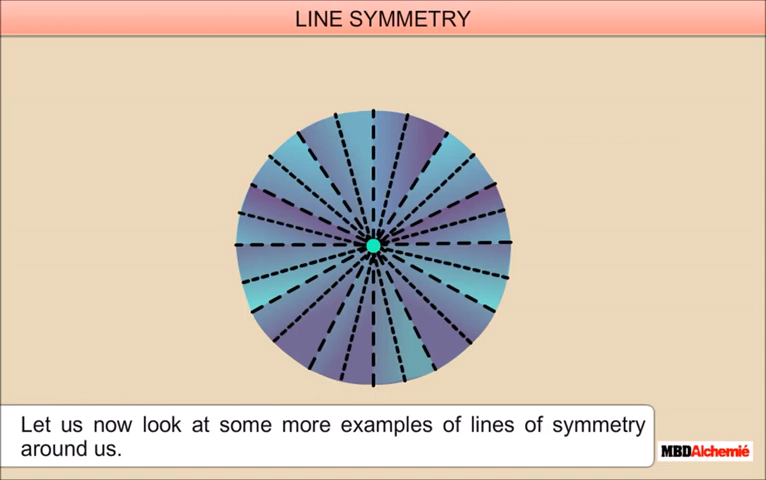 LINE SYMMETRY
Let us now look at some more examples of lines of symmetry
around us.
MBDAlchemié